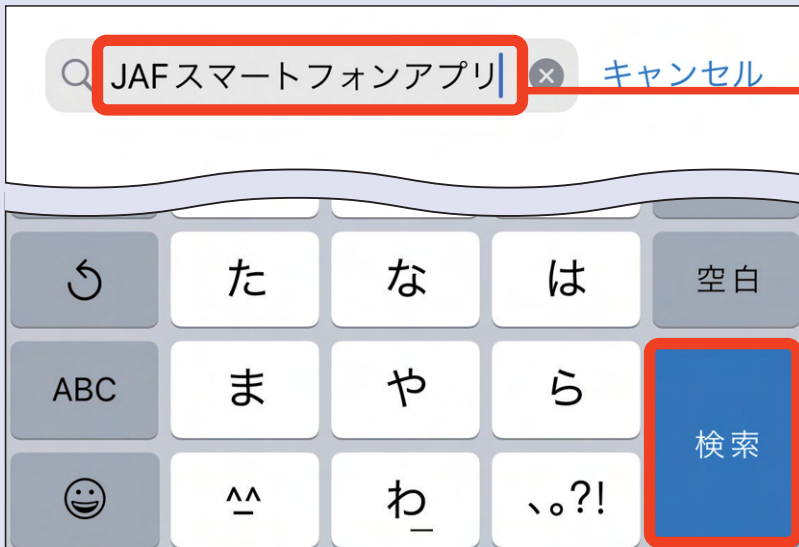 JAFスマートフォンアプリ キャンセル
た な は 空白
ABC ま や ら
検索
^_^ わ_ 、。?!